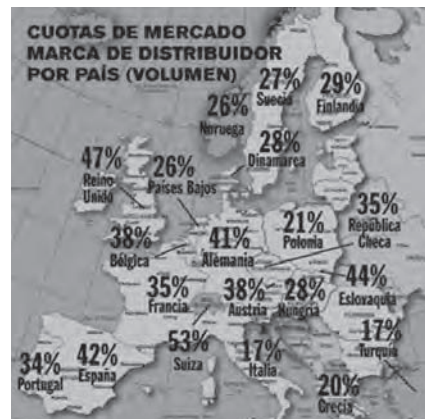 CUOTAS DE MERCADO
MARCA DE DISTRIBUIDOR
POR PAÍS (VOLUMEN)
27%
Suecia
29%
Finlandia
26%
Noruega
28%
Dinamarca
47%
Reino
Unido
26%
Países Bajos
38%
Bélgica
41%
Alemania
21%
Polonia
35%
República
Checa
35%
Francia
38%
Austria
28%
Hungría
44%
Eslovaquia
53%
Suiza
17%
Italia
17%
Turquía
34%
Portugal
42%
España
20%
Grecia